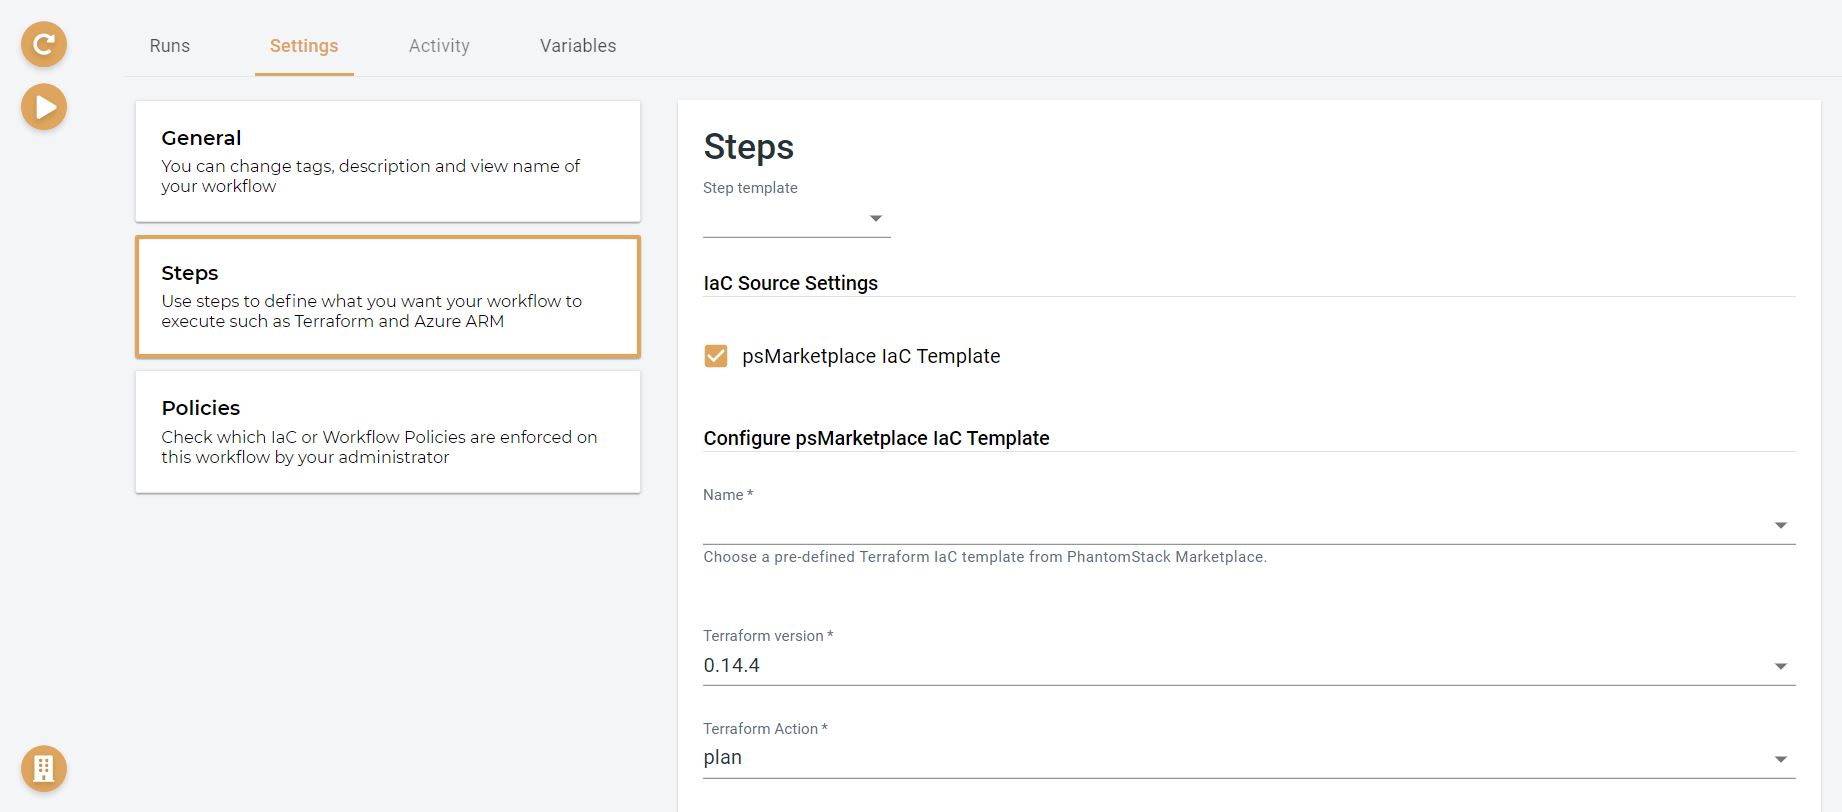 Runs
Settings
Activity
Variables
General
You can change tags, description and view name of
your workflow
Steps
Use steps to define what you want your workflow to
execute such as Terraform and Azure ARM
Policies
Check which IaC or Workflow Policies are enforced on
this workflow by your administrator
Steps
Step template
IaC Source Settings
psMarketplace IaC Template
Configure psMarketplace IaC Template
Name *
Choose a pre-defined Terraform IaC template from PhantomStack Marketplace.
Terraform version *
0.14.4
Terraform Action *
plan